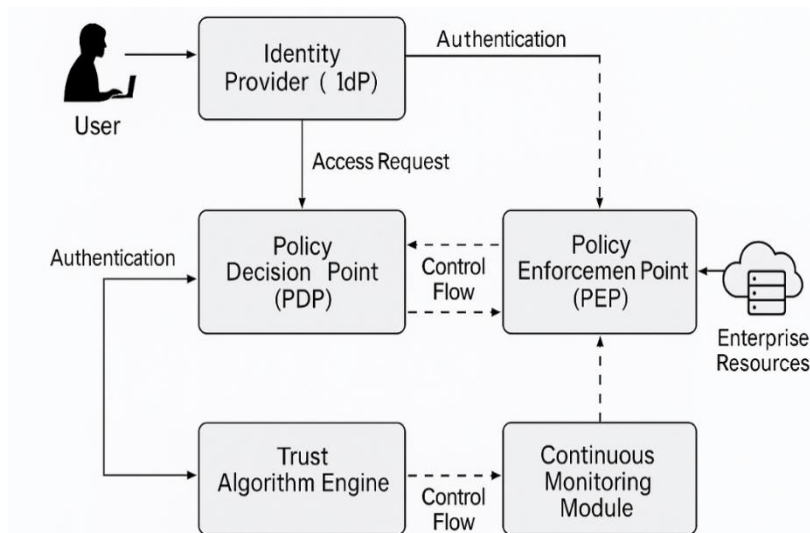 Identity
Provider ( 1dP)
Authentication
User
Access Request
Authentication
Policy
Decision Point
(PDP)
Control
Flow
Policy
Enforcemen Point
(PEP)
Enterprise
Resources
Trust
Algorithm Engine
Control
Flow
Continuous
Monitoring
Module